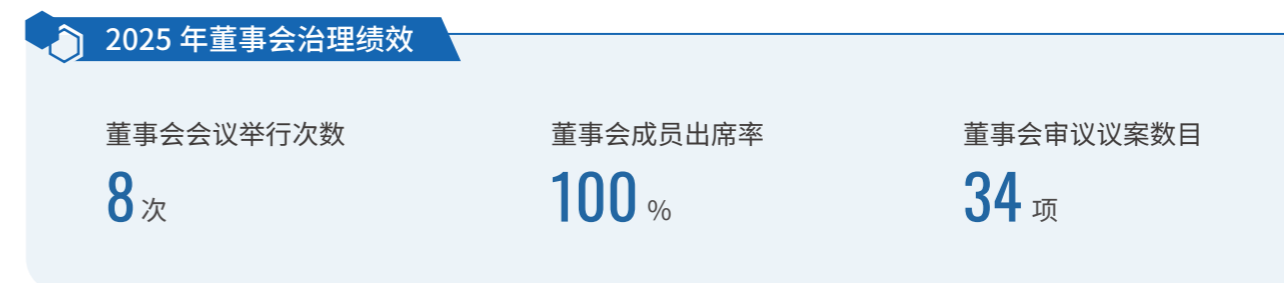 2025 年董事会治理绩效
董事会会议举行次数
8 次
董事会成员出席率
100 %
董事会审议议案数目
34 项